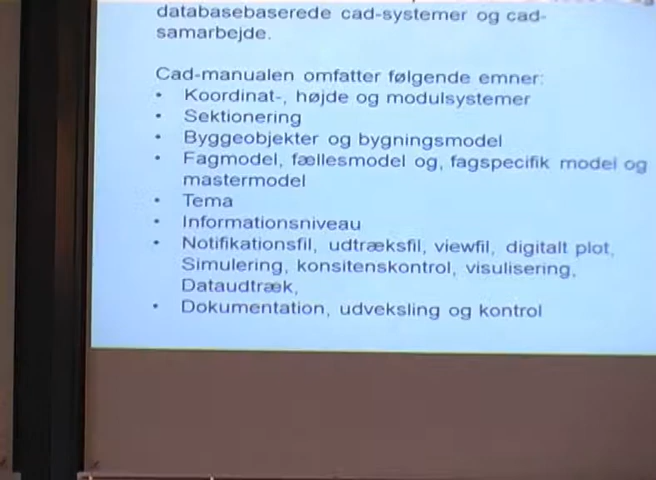 databasebaserede cad-systemer og cad-
samarbejde.
Cad-manualen omfatter følgende emner:
• Koordinat-, højde og modulsystemer
• Sektionering
• Byggeobjekter og bygningsmodel
• Fagmodel, fællesmodel og, fagspecifik model og
mastermodel
• Tema
• Informationsniveau
• Notifikationsfil, udtræksfil, viewfil, digitalt plot,
Simulering, konsitenskontrol, visulisering,
Dataudtræk,
• Dokumentation, udveksling og kontrol